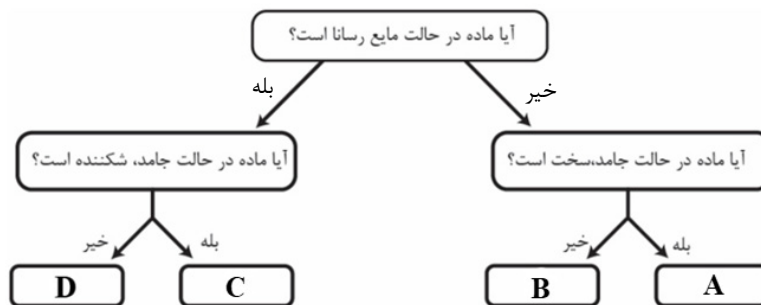 آیا ماده در حالت مایع رسانا است؟
خیر
بله
آیا ماده در حالت جامد،سخت است؟
آیا ماده در حالت جامد، شکننده است؟
بله
خیر
بله
خیر
A
B
C
D